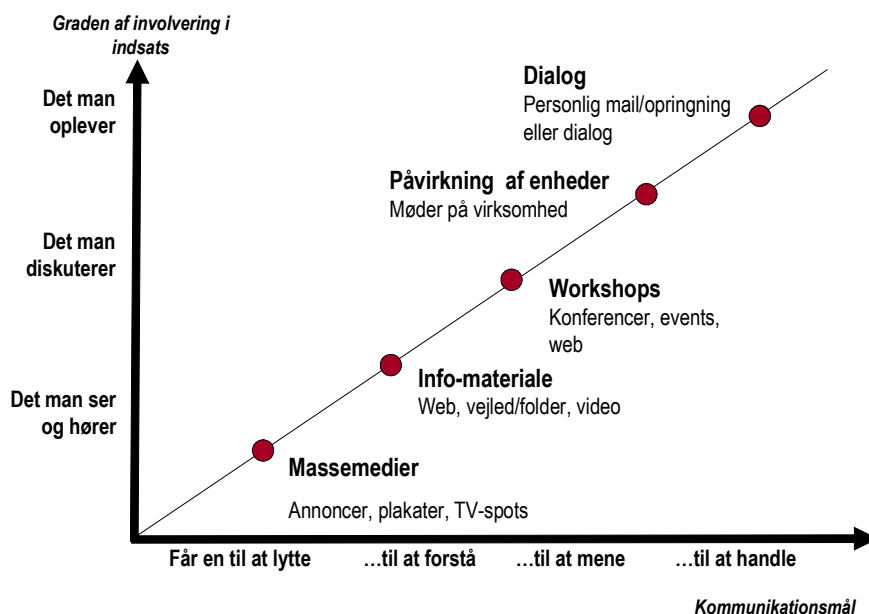 Graden af involvering i
indsats
Det man
oplever
Dialog
Personlig mail/opringning
eller dialog
Påvirkning af enheder
Møder på virksomhed
Det man
diskuterer
Workshops
Konferencer, events,
web
Info-materiale
Web, vejled/folder, video
Det man ser
og hører
Massemedier
Annoncer, plakater, TV-spots
Får en til at lytte
…til at forstå
…til at mene
…til at handle
Kommunikationsmål